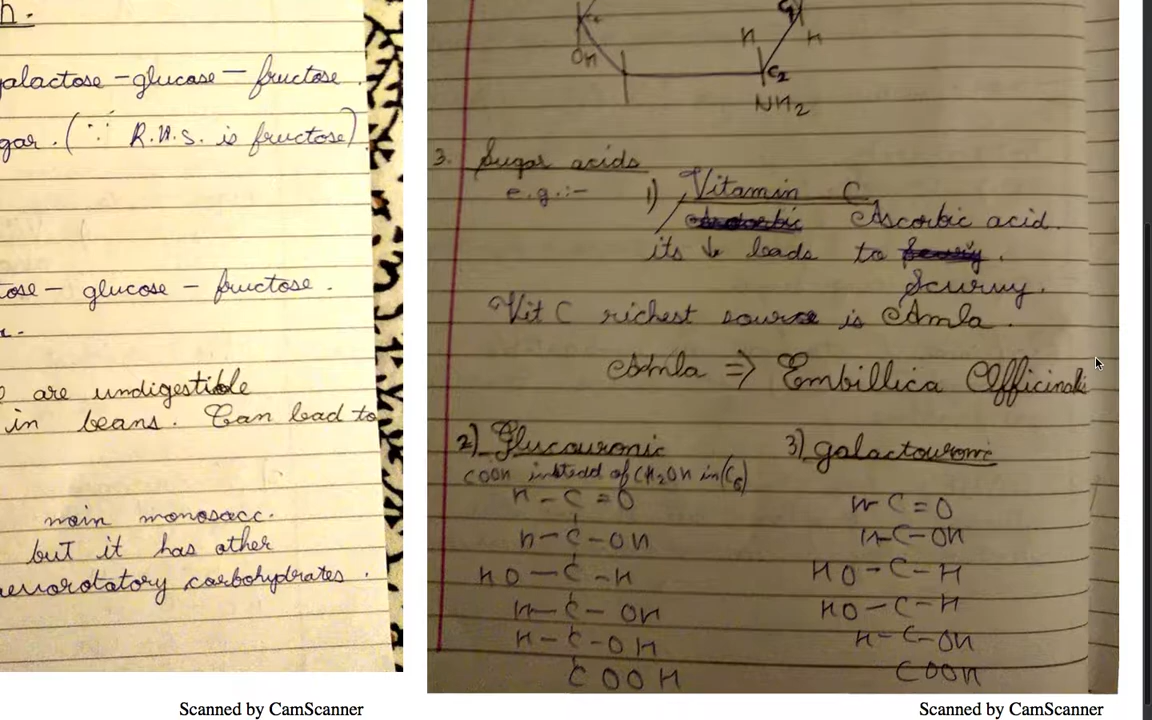 h.
galactose - glucose - fructose.
gar. (∵ R.H.S. is fructose)
ose - glucose - fructose.
r.
are undigestible
in beans. Can lead to
main monosacc.
but it has other
evorotatory carbohydrates.
Scanned by CamScanner
C1
OH
H H
C2
NH2
3. Sugar acids
e.g.:- 1) Vitamin C
Ascorbic acid.
its ↓ leads to
Scurvy.
Vit C richest source is Amla.
Amla ⇒ Embillica Officinali
2) Glucouronic 3) galactouronic
COOH instead of CH2OH in (C6)
H - C = O H - C = O
H - C - OH H - C - OH
HO - C - H HO - C - H
H - C - OH HO - C - H
H - C - OH H - C - OH
COOH COOH
Scanned by CamScanner